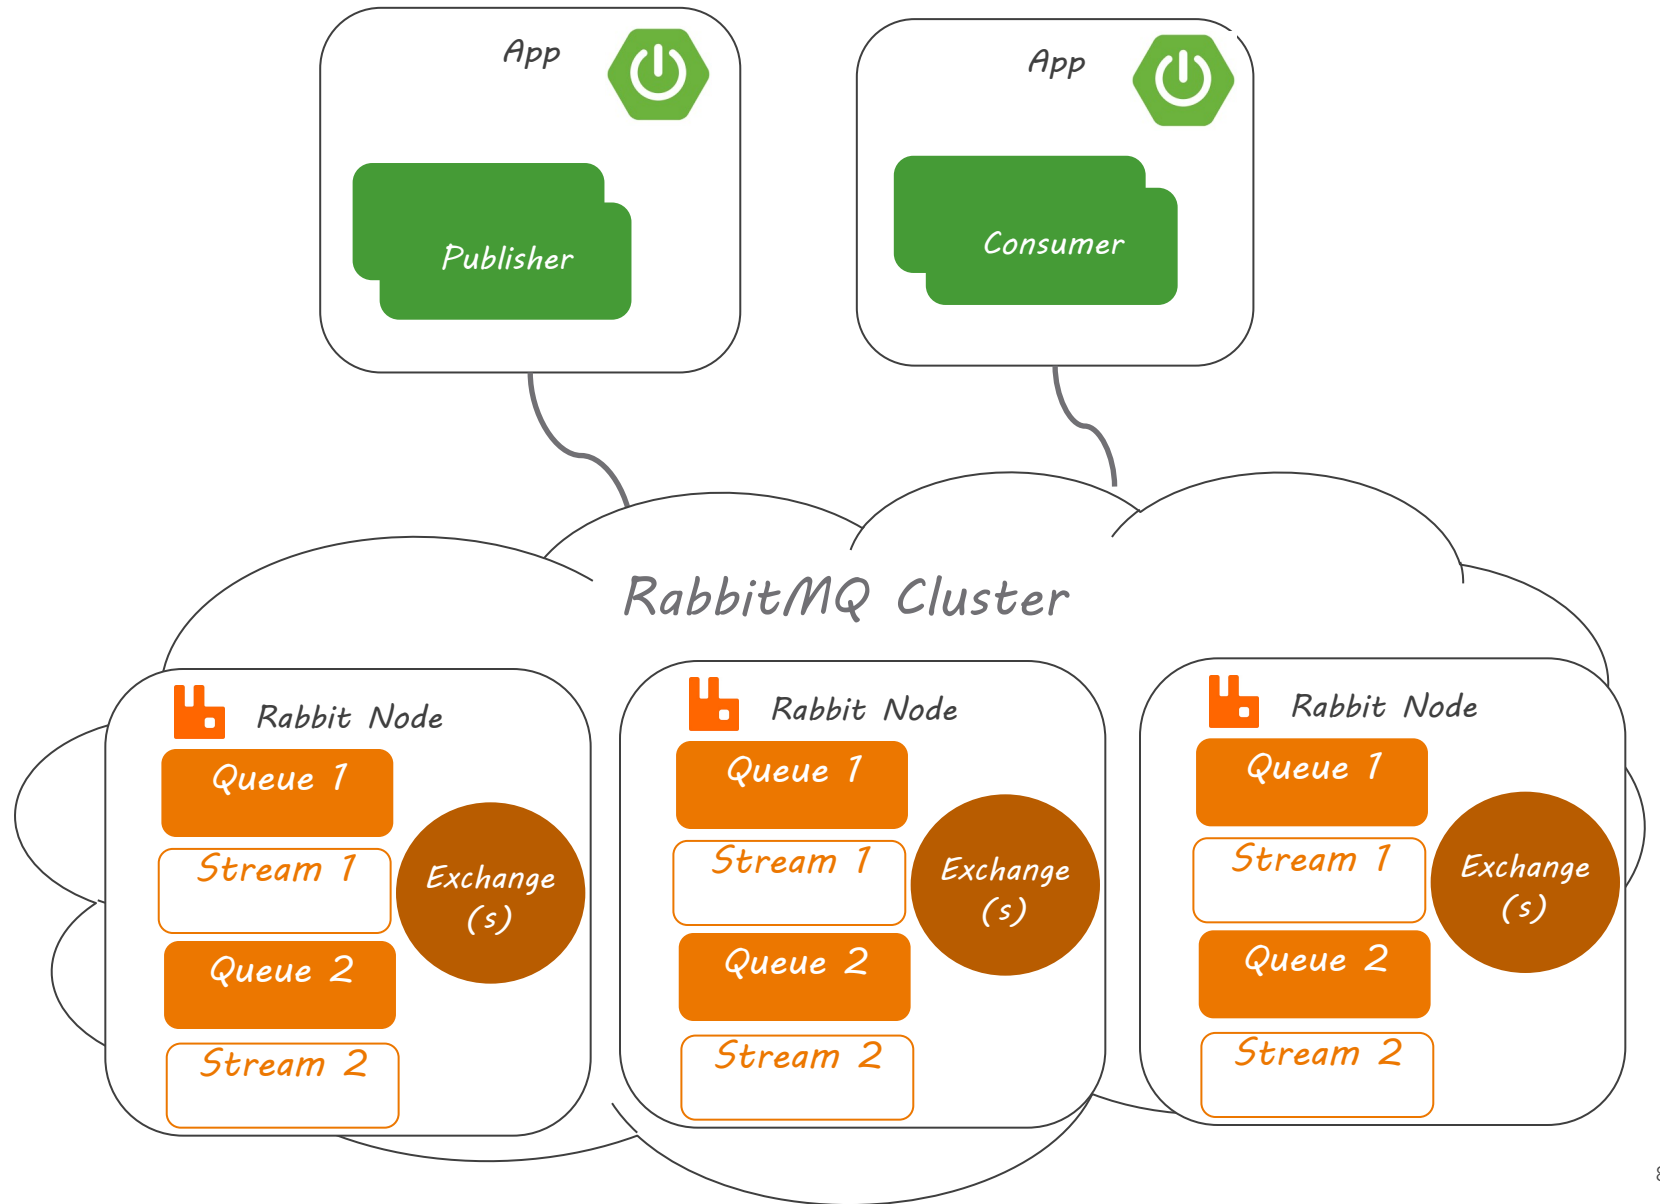 App
App
Publisher
Consumer
RabbitMQ Cluster
Rabbit Node
Queue 1
Stream 1
Queue 2
Stream 2
Exchange
(s)
Rabbit Node
Queue 1
Stream 1
Queue 2
Stream 2
Exchange
(s)
Rabbit Node
Queue 1
Stream 1
Queue 2
Stream 2
Exchange
(s)